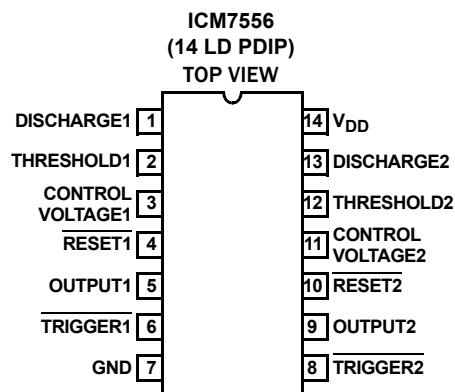 ICM7556
(14 LD PDIP)
TOP VIEW
DISCHARGE1 1
14 VDD
THRESHOLD1 2
13 DISCHARGE2
CONTROL
VOLTAGE1 3
12 THRESHOLD2
RESET1 4
11 CONTROL
VOLTAGE2
OUTPUT1 5
10 RESET2
TRIGGER1 6
9 OUTPUT2
GND 7
8 TRIGGER2